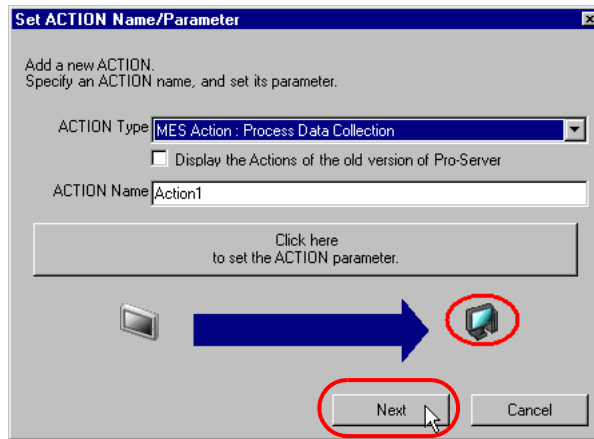 Set ACTION Name/Parameter
Add a new ACTION.
Specify an ACTION name, and set its parameter.
ACTION Type MES Action : Process Data Collection
Display the Actions of the old version of Pro-Server
ACTION Name Action1
Click here
to set the ACTION parameter.
Next Cancel